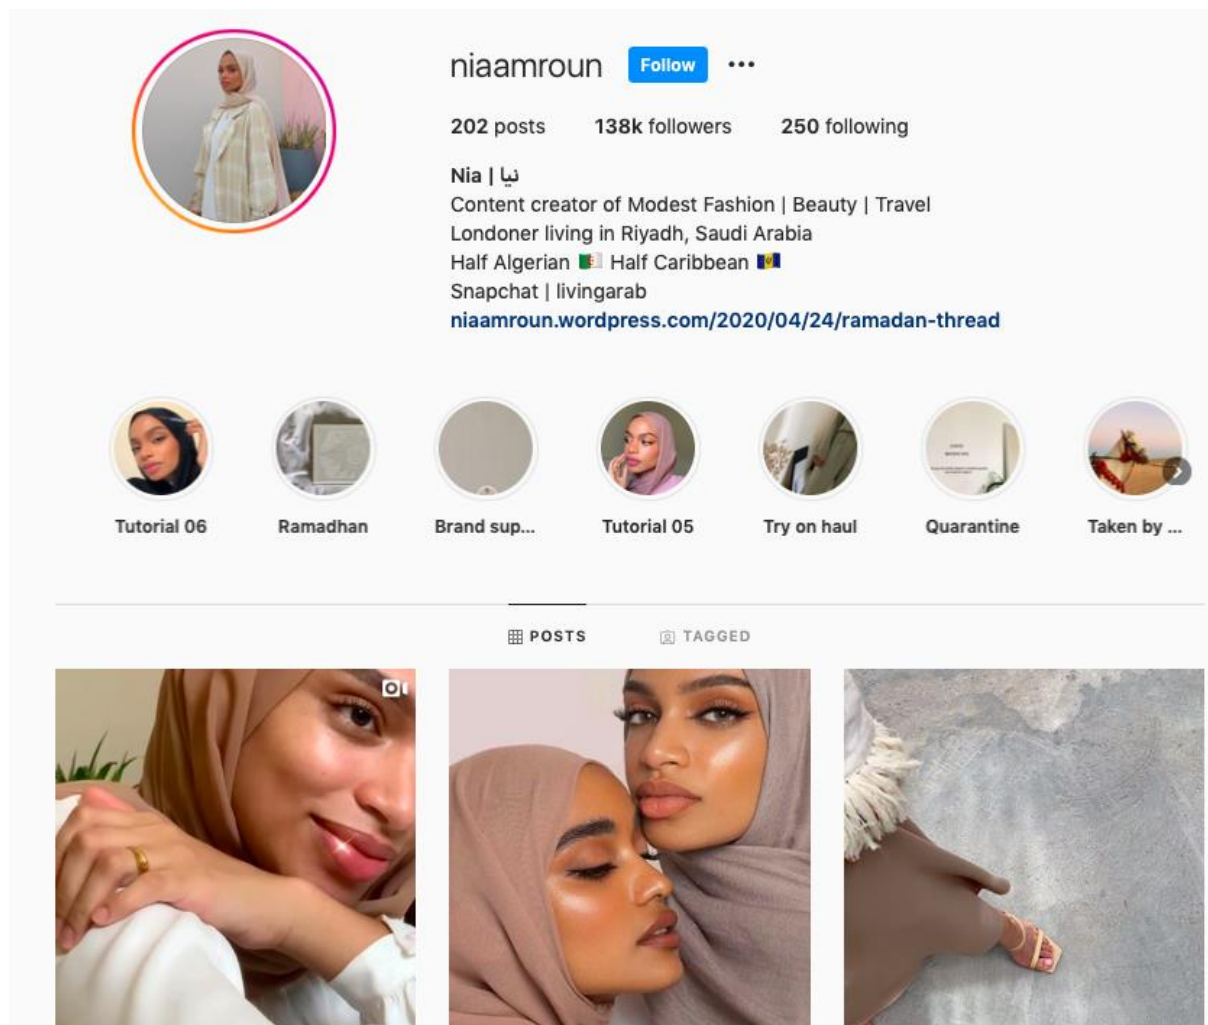 niaamroun Follow
202 posts 138k followers 250 following
Nia | نيا
Content creator of Modest Fashion | Beauty | Travel
Londoner living in Riyadh, Saudi Arabia
Half Algerian 🇩🇿 Half Caribbean 🇧🇧
Snapchat | livingarab
niaamroun.wordpress.com/2020/04/24/ramadan-thread
Tutorial 06 Ramadhan Brand sup... Tutorial 05 Try on haul Quarantine Taken by ...
POSTS TAGGED